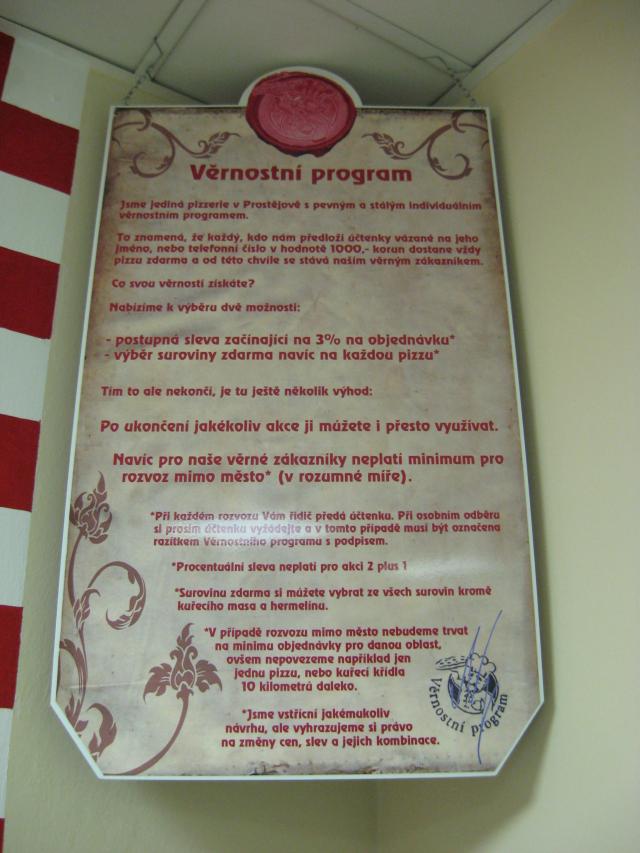 Věrnostní program
Jsme jediná pizzerie v Prostějově s pevným a stálým individuálním
věrnostním programem.
To znamená, že každý, kdo nám předloží účtenky vázané na jeho
jméno, nebo telefonní číslo v hodnotě 1000,- korun dostane vždy
pizzu zdarma a od této chvíle se stává naším věrným zákazníkem.
Co svou věrností získáte?
Nabízíme k výběru dvě možnosti:
- postupná sleva začínající na 3% na objednávku*
- výběr suroviny zdarma navíc na každou pizzu*
Tím to ale nekončí, je tu ještě několik výhod:
Po ukončení jakékoliv akce ji můžete i přesto využívat.
Navíc pro naše věrné zákazníky neplatí minimum pro
rozvoz mimo město* (v rozumné míře).
*Při každém rozvozu Vám řidič předá účtenku. Při osobním odběru
si prosím účtenku vyžádejte a v tomto případě musí být označena
razítkem Věrnostního programu s podpisem.
*Procentuální sleva neplatí pro akci 2 plus 1
*Surovinu zdarma si můžete vybrat ze všech surovin kromě
kuřecího masa a hermelínu.
*V případě rozvozu mimo město nebudeme trvat
na minimu objednávky pro danou oblast,
ovšem nepovezeme například jen
jednu pizzu, nebo kuřecí křídla
10 kilometrů daleko.
*Jsme vstřícní jakémukoliv
návrhu, ale vyhrazujeme si právo
na změny cen, slev a jejich kombinace.
Věrnostní program